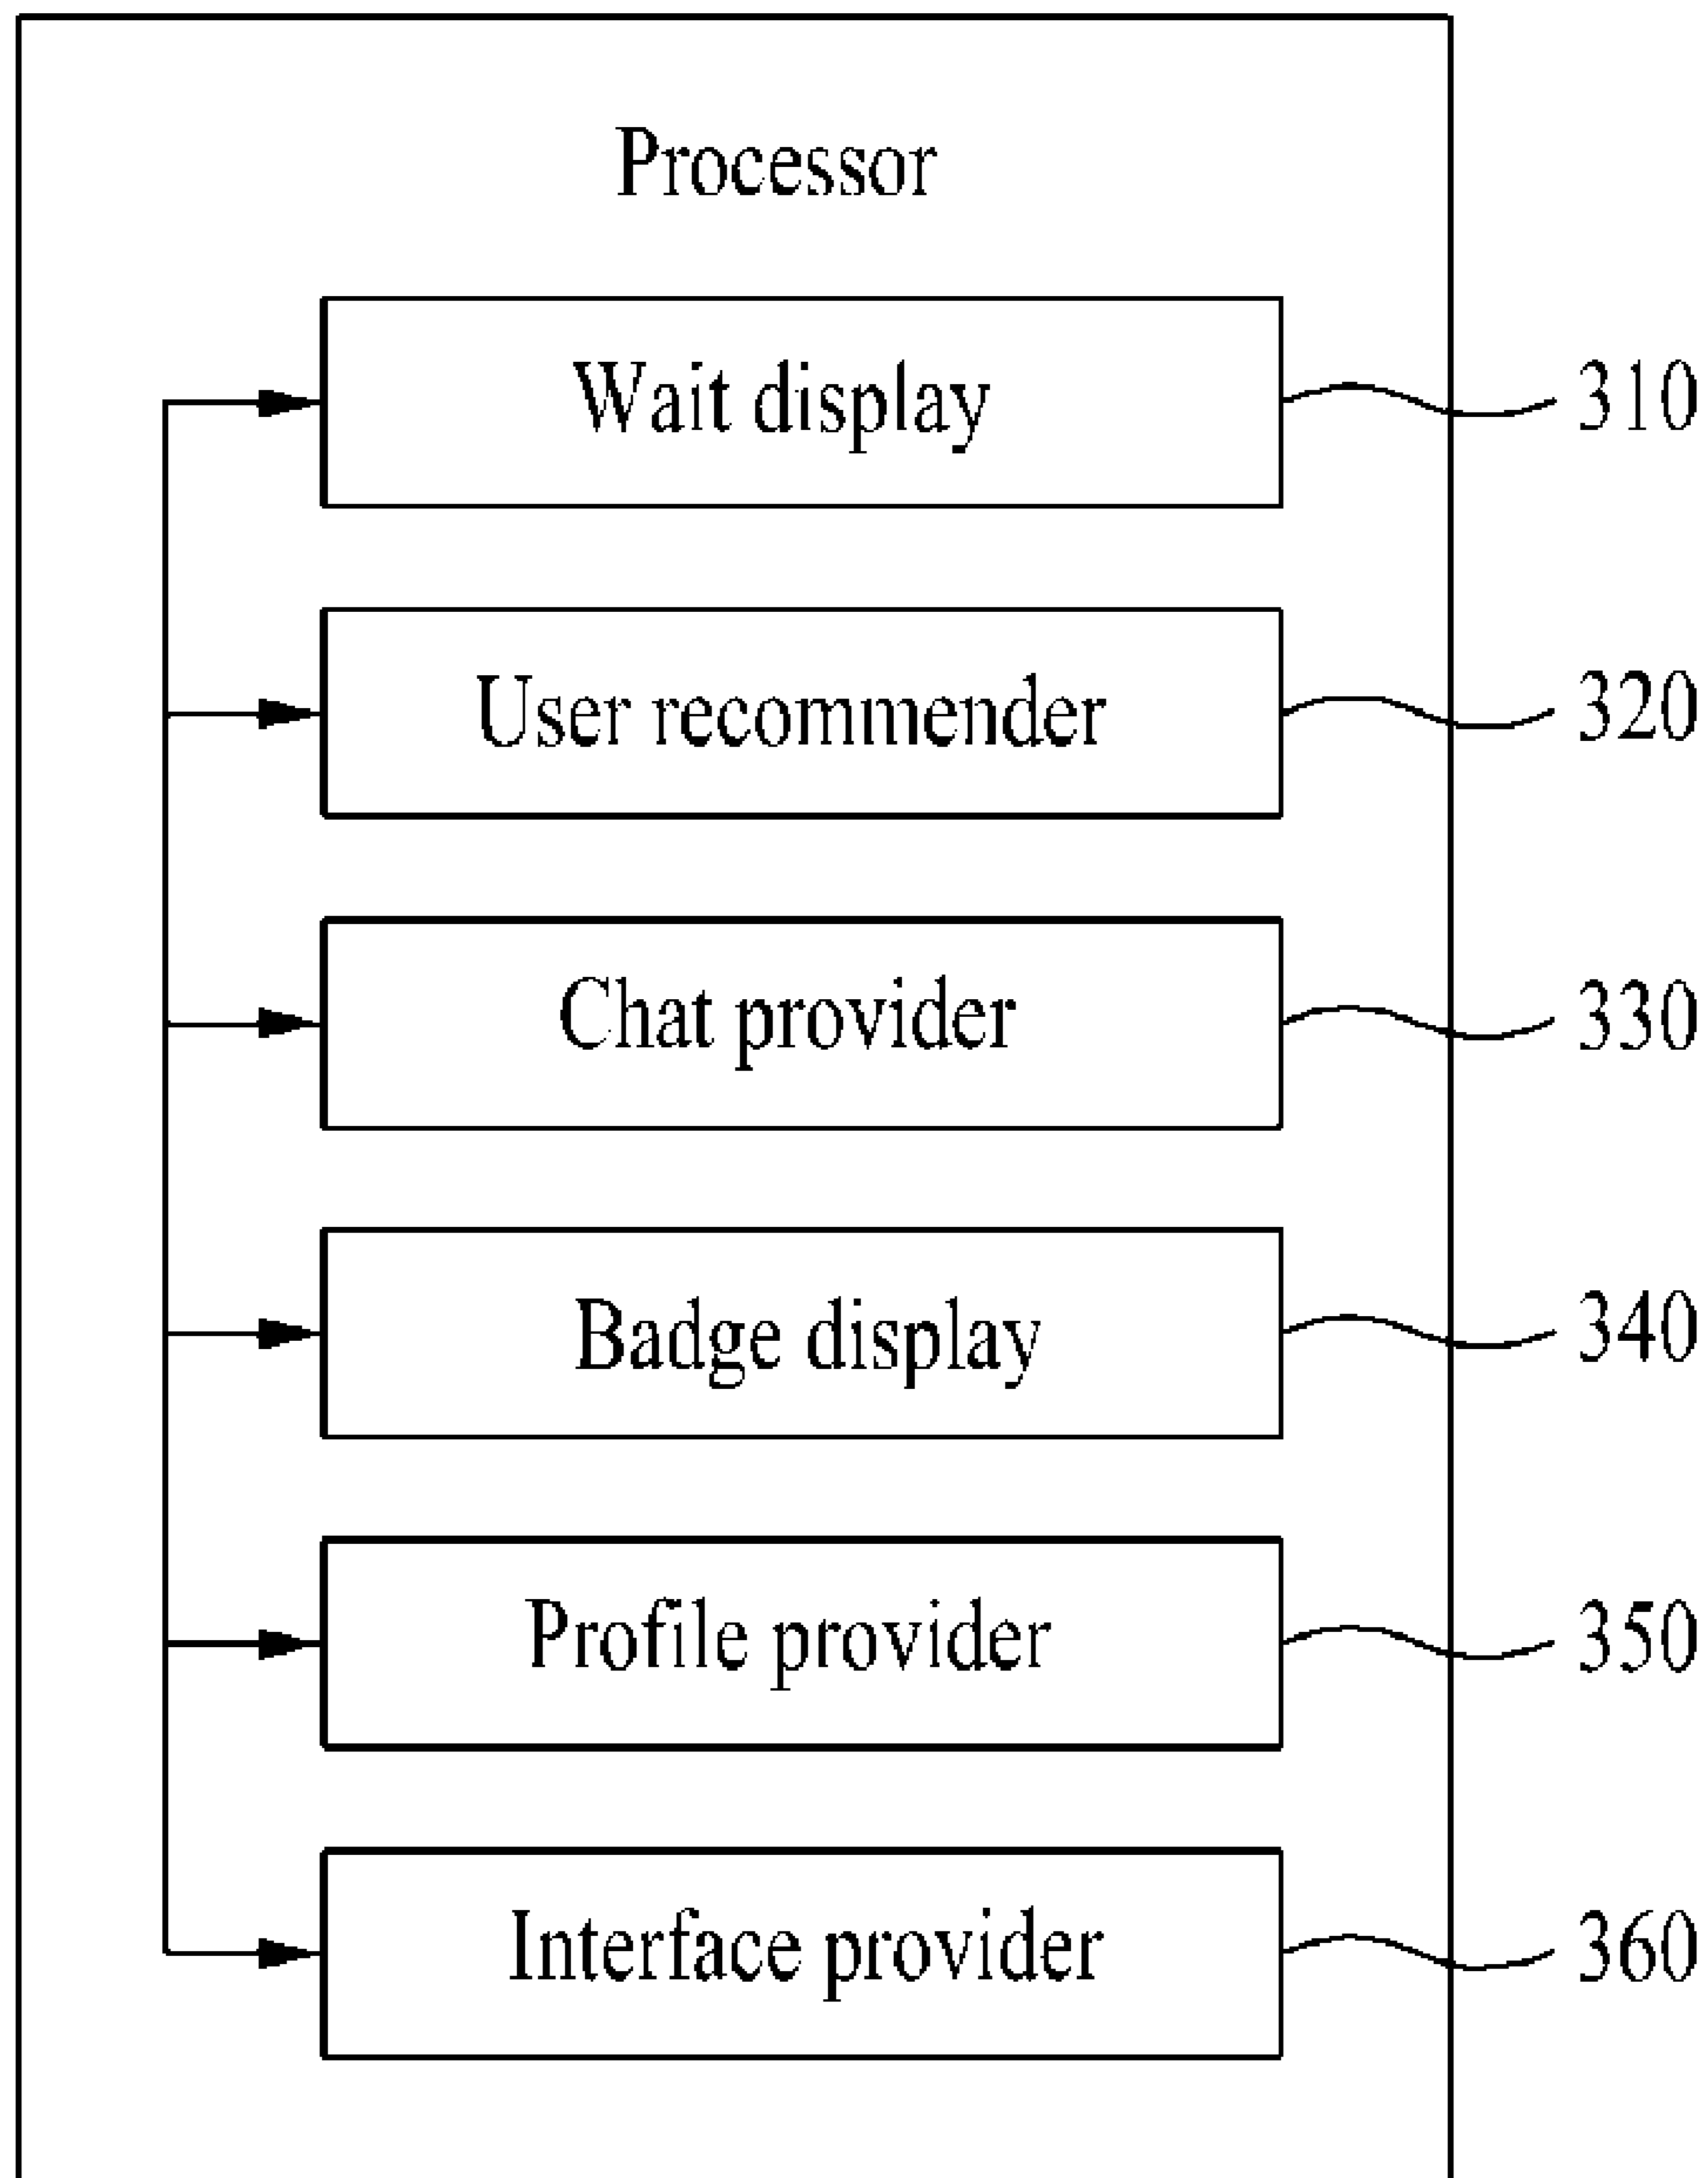 Processor
Wait display 310
User recommender 320
Chat provider 330
Badge display 340
Profile provider 350
Interface provider 360